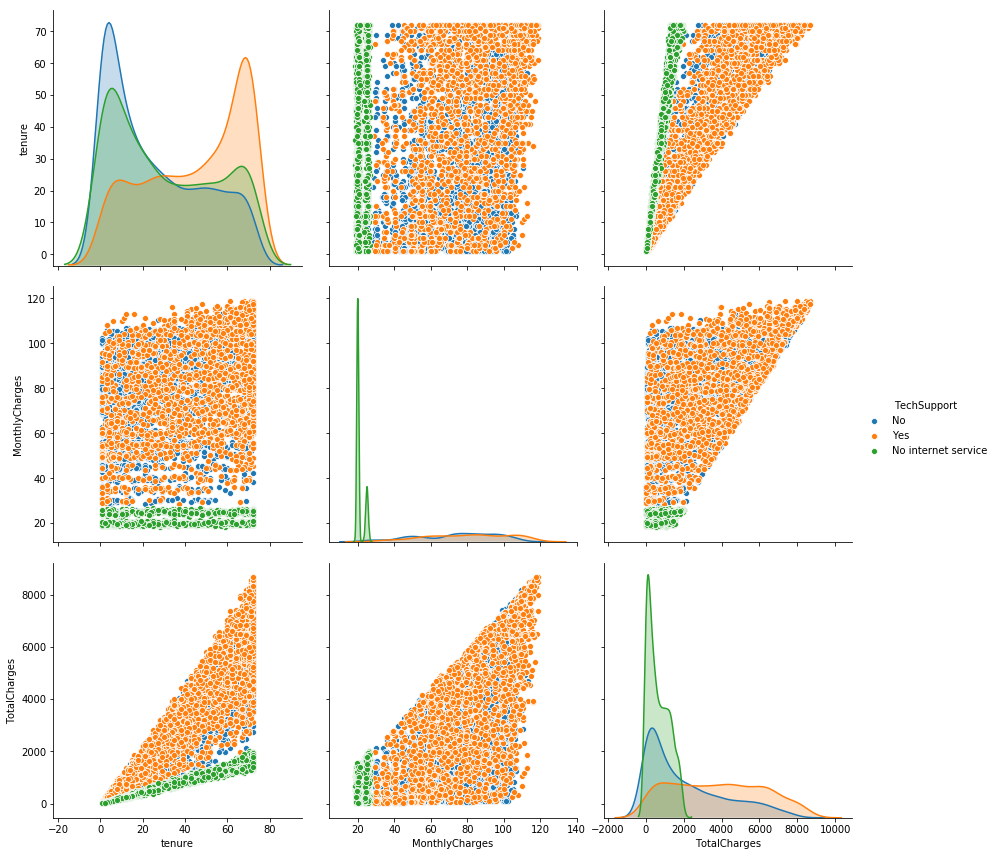 70
60
50
40
30
20
10
0
tenure
120
100
80
60
40
20
MonthlyCharges
TechSupport
No
Yes
No internet service
8000
6000
4000
2000
0
TotalCharges
−20 0 20 40 60 80
20 40 60 80 100 120 140
−2000 0 2000 4000 6000 8000 10000
tenure
MonthlyCharges
TotalCharges